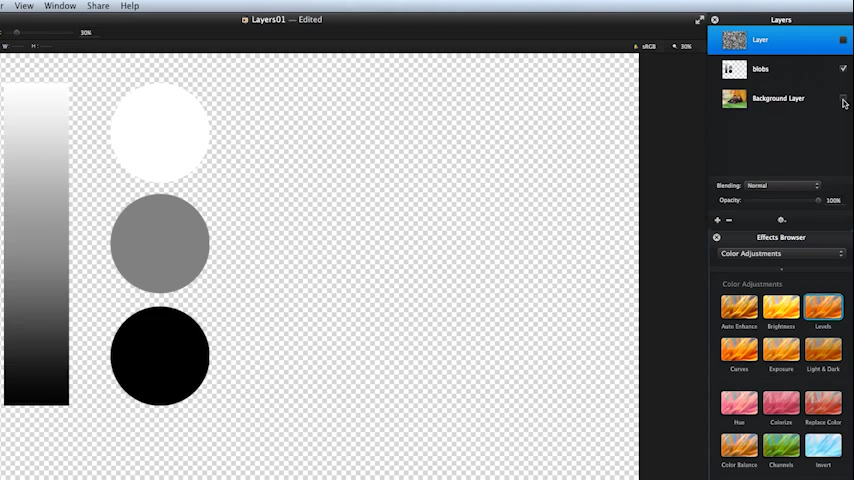 View Window Help Share
Layers01 — Edited
30%
W: H:
sRGB 30%
Layers
Layer
blobs
Background Layer
Blending: Normal
Opacity: 100%
Effects Browser
Color Adjustments
Color Adjustments
Auto Enhance Brightness Levels
Curves Exposure Light & Dark
Hue Colorize Replace Color
Color Balance Channels Invert